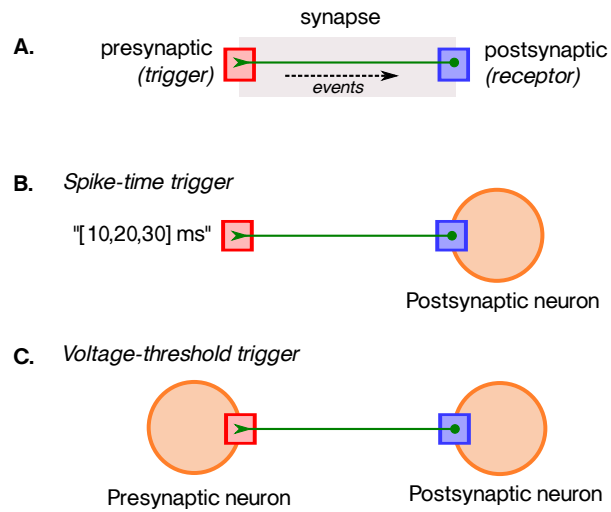 synapse
A. presynaptic (trigger)
postsynaptic (receptor)
events
B. Spike-time trigger
"[10,20,30] ms"
Postsynaptic neuron
C. Voltage-threshold trigger
Presynaptic neuron
Postsynaptic neuron